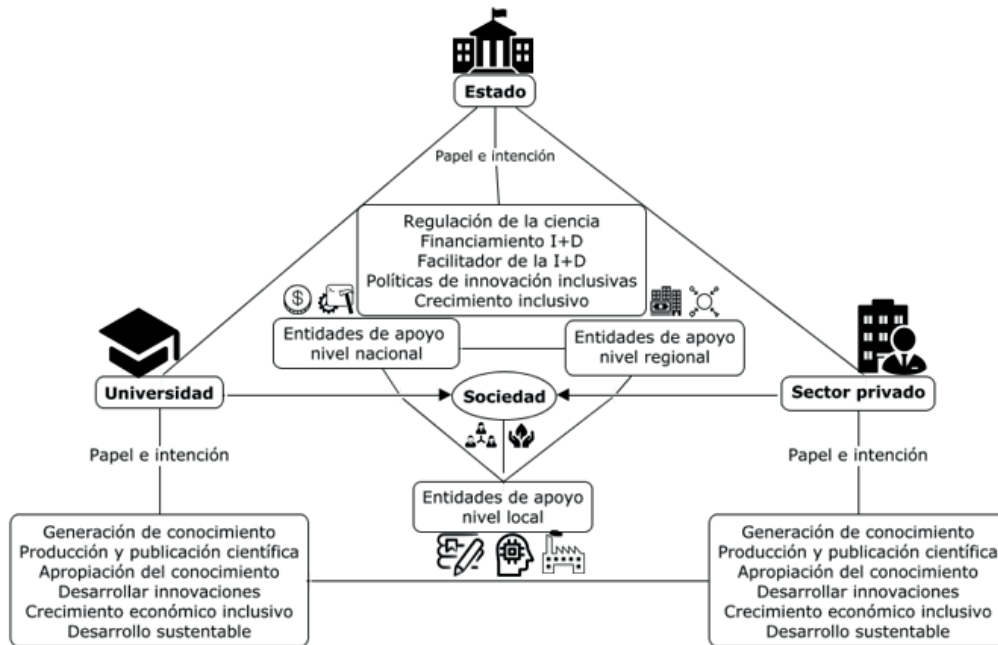 Estado
Papel e intención
Regulación de la ciencia
Financiamiento I+D
Facilitador de la I+D
Políticas de innovación inclusivas
Crecimiento inclusivo
$
Entidades de apoyo
nivel nacional
Entidades de apoyo
nivel regional
Universidad
Sociedad
Sector privado
Papel e intención
Papel e intención
Entidades de apoyo
nivel local
Generación de conocimiento
Producción y publicación científica
Apropiación del conocimiento
Desarrollar innovaciones
Crecimiento económico inclusivo
Desarrollo sustentable
Generación de conocimiento
Producción y publicación científica
Apropiación del conocimiento
Desarrollar innovaciones
Crecimiento económico inclusivo
Desarrollo sustentable